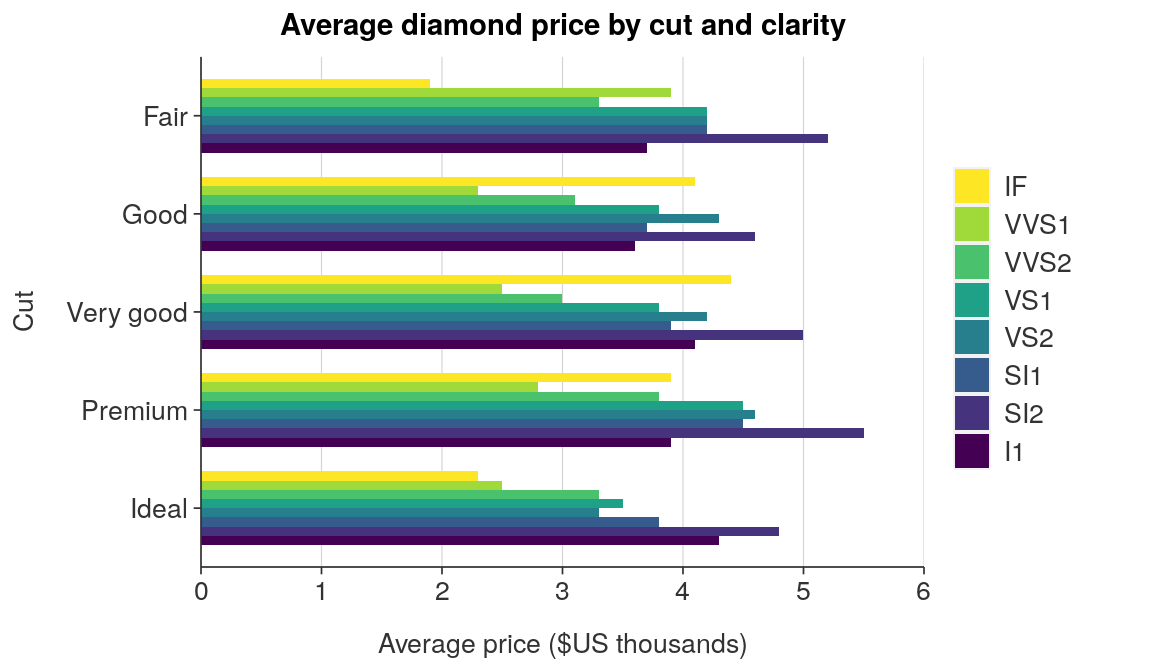 Average diamond price by cut and clarity
Fair
Good
Very good
Premium
Ideal
Cut
0 1 2 3 4 5 6
Average price ($US thousands)
IF
VVS1
VVS2
VS1
VS2
SI1
SI2
I1